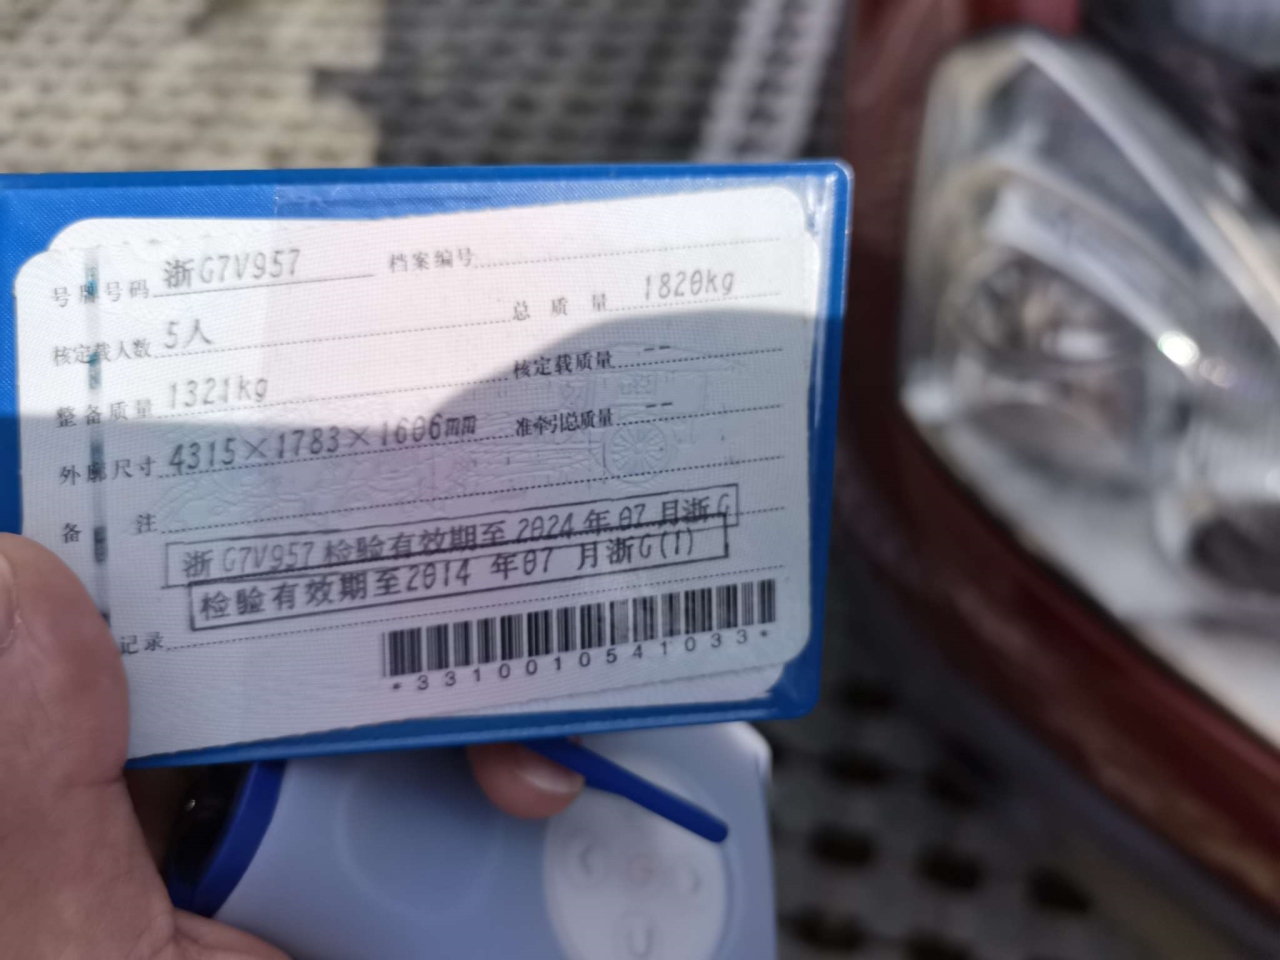 号牌号码 浙G7V957 档案编号
核定载人数 5人 总质量 1820kg
整备质量 1321kg 核定载质量 --
外廓尺寸 4315×1783×1606mm 准牵引总质量 --
备注
浙G7V957检验有效期至2024年07月浙G
检验有效期至2014 年07 月浙G(1)
记录
*3310010541033*